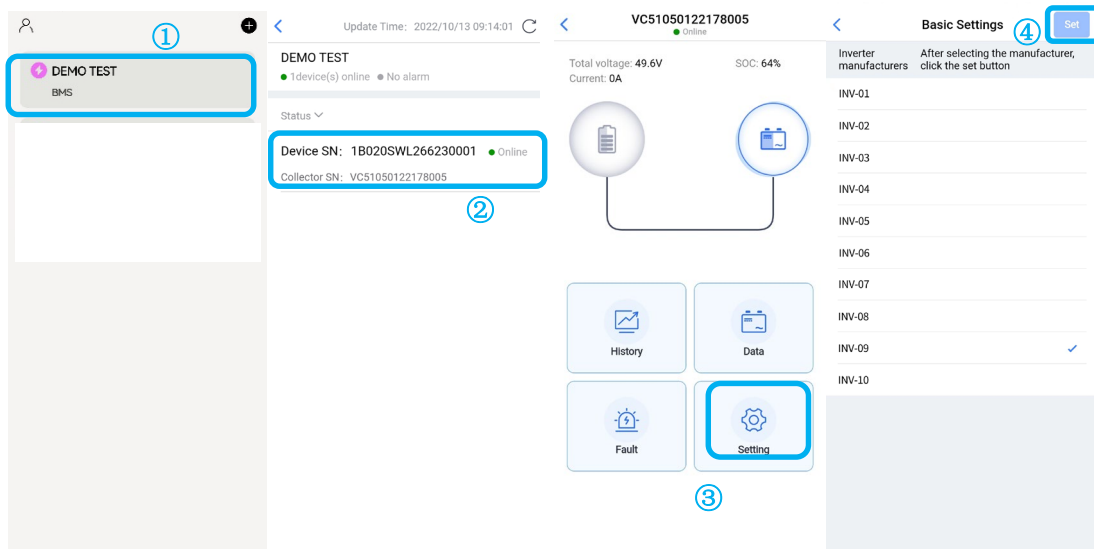 ①
DEMO TEST
BMS
Update Time: 2022/10/13 09:14:01
DEMO TEST
1device(s) online No alarm
Status
Device SN: 1B020SWL266230001 Online
Collector SN: VC51050122178005
②
VC51050122178005
Online
Total voltage: 49.6V SOC: 64%
Current: 0A
History Data
Fault Setting
③
Basic Settings ④ Set
Inverter manufacturers
After selecting the manufacturer, click the set button
INV-01
INV-02
INV-03
INV-04
INV-05
INV-06
INV-07
INV-08
INV-09
INV-10